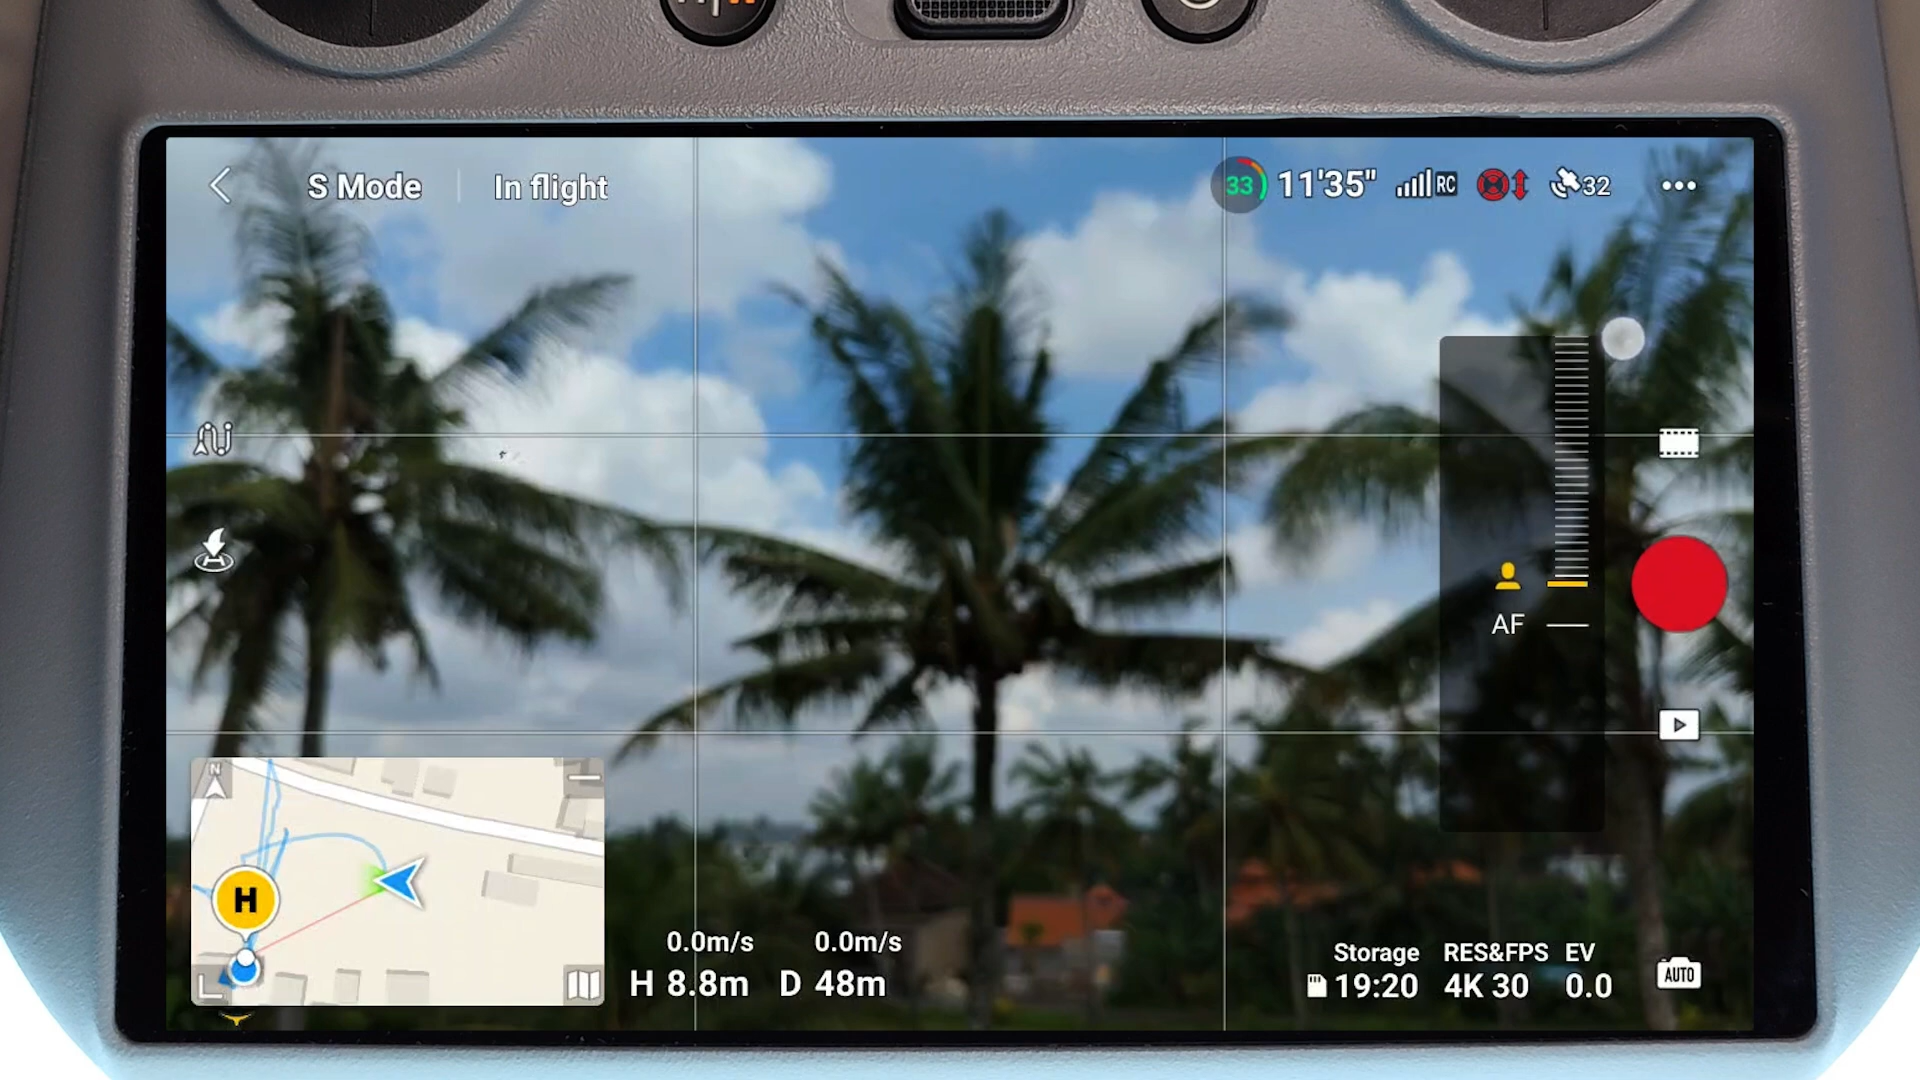 S Mode In flight
33 11'35" RC 32
AF
N
H
0.0m/s 0.0m/s
H 8.8m D 48m
Storage RES&FPS EV
19:20 4K 30 0.0
AUTO